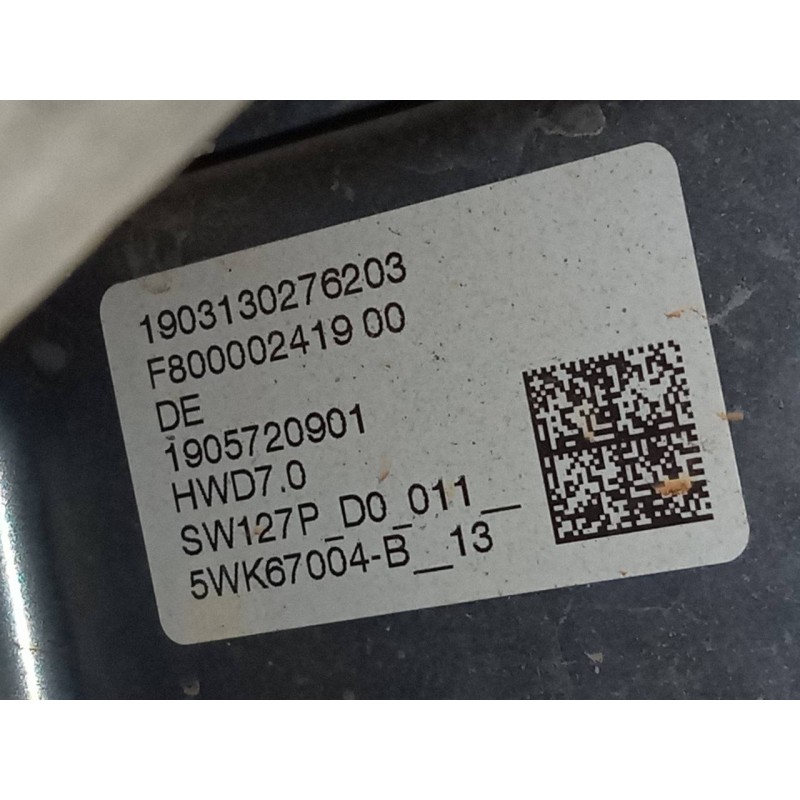 1903130276203
F800002419 00
DE
1905720901
HWD7.0
SW127P_D0_011__
5WK67004-B__13